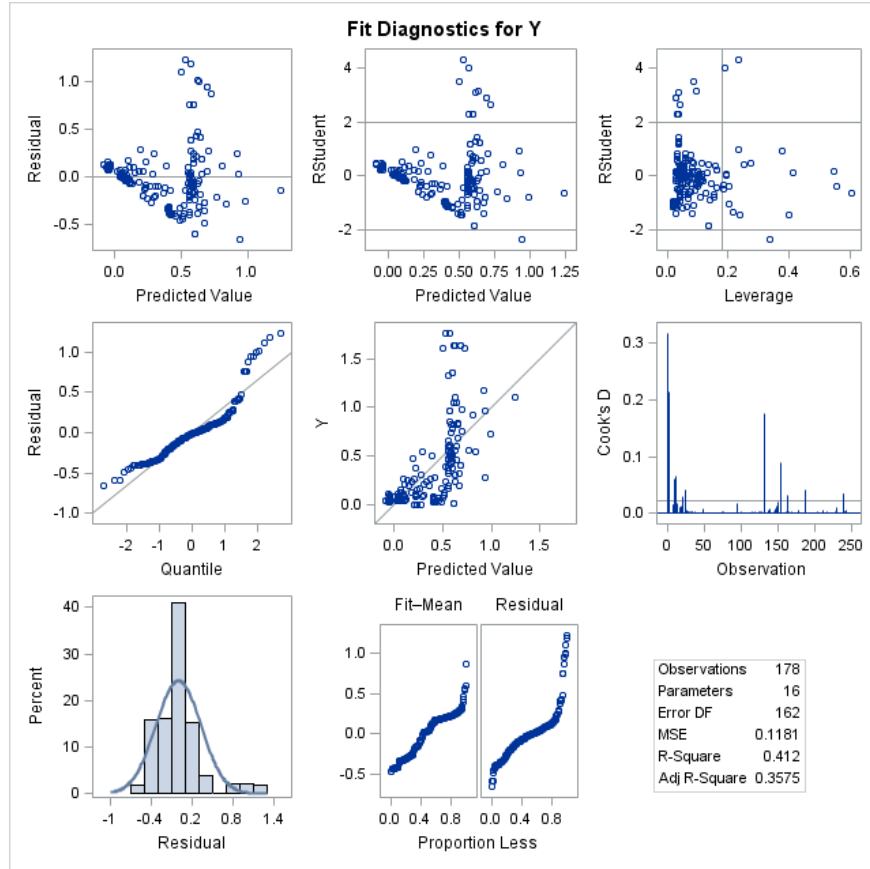 Fit Diagnostics for Y
Residual
1.0
0.5
0.0
-0.5
0.0 0.5 1.0
Predicted Value
RStudent
4
2
0
-2
0.00 0.25 0.50 0.75 1.00 1.25
Predicted Value
RStudent
4
2
0
-2
0.0 0.2 0.4 0.6
Leverage
Residual
1.0
0.5
0.0
-0.5
-1.0
-2 -1 0 1 2
Quantile
Y
1.5
1.0
0.5
0.0
0.0 0.5 1.0 1.5
Predicted Value
Cook's D
0.3
0.2
0.1
0.0
0 50 100 150 200 250
Observation
Percent
40
30
20
10
0
-1 -0.4 0.2 0.8 1.4
Residual
Fit–Mean Residual
1.0
0.5
0.0
-0.5
0.0 0.4 0.8 0.0 0.4 0.8
Proportion Less
Observations 178
Parameters 16
Error DF 162
MSE 0.1181
R-Square 0.412
Adj R-Square 0.3575